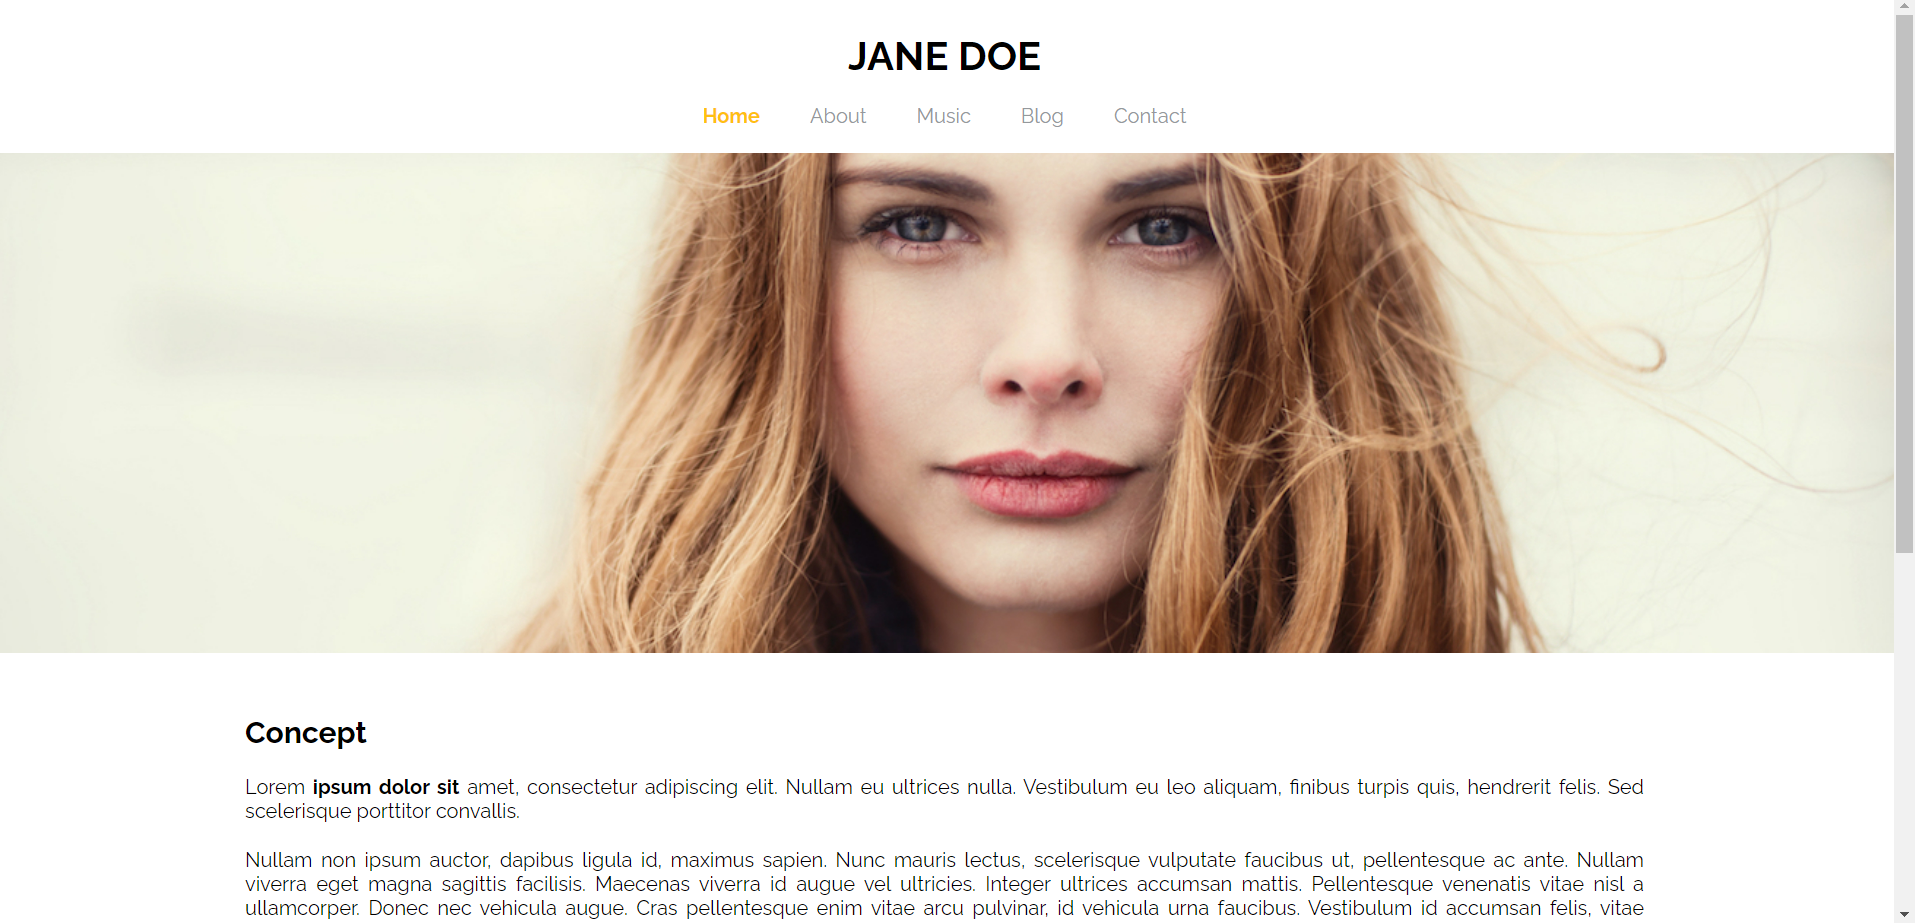 JANE DOE
Home About Music Blog Contact
Concept
Lorem ipsum dolor sit amet, consectetur adipiscing elit. Nullam eu ultrices nulla. Vestibulum eu leo aliquam, finibus turpis quis, hendrerit felis. Sed
scelerisque porttitor convallis.
Nullam non ipsum auctor, dapibus ligula id, maximus sapien. Nunc mauris lectus, scelerisque vulputate faucibus ut, pellentesque ac ante. Nullam
viverra eget magna sagittis facilisis. Maecenas viverra id augue vel ultricies. Integer ultrices accumsan mattis. Pellentesque venenatis vitae nisl a
ullamcorper. Donec nec vehicula augue. Cras pellentesque enim vitae arcu pulvinar, id vehicula urna faucibus. Vestibulum id accumsan felis, vitae